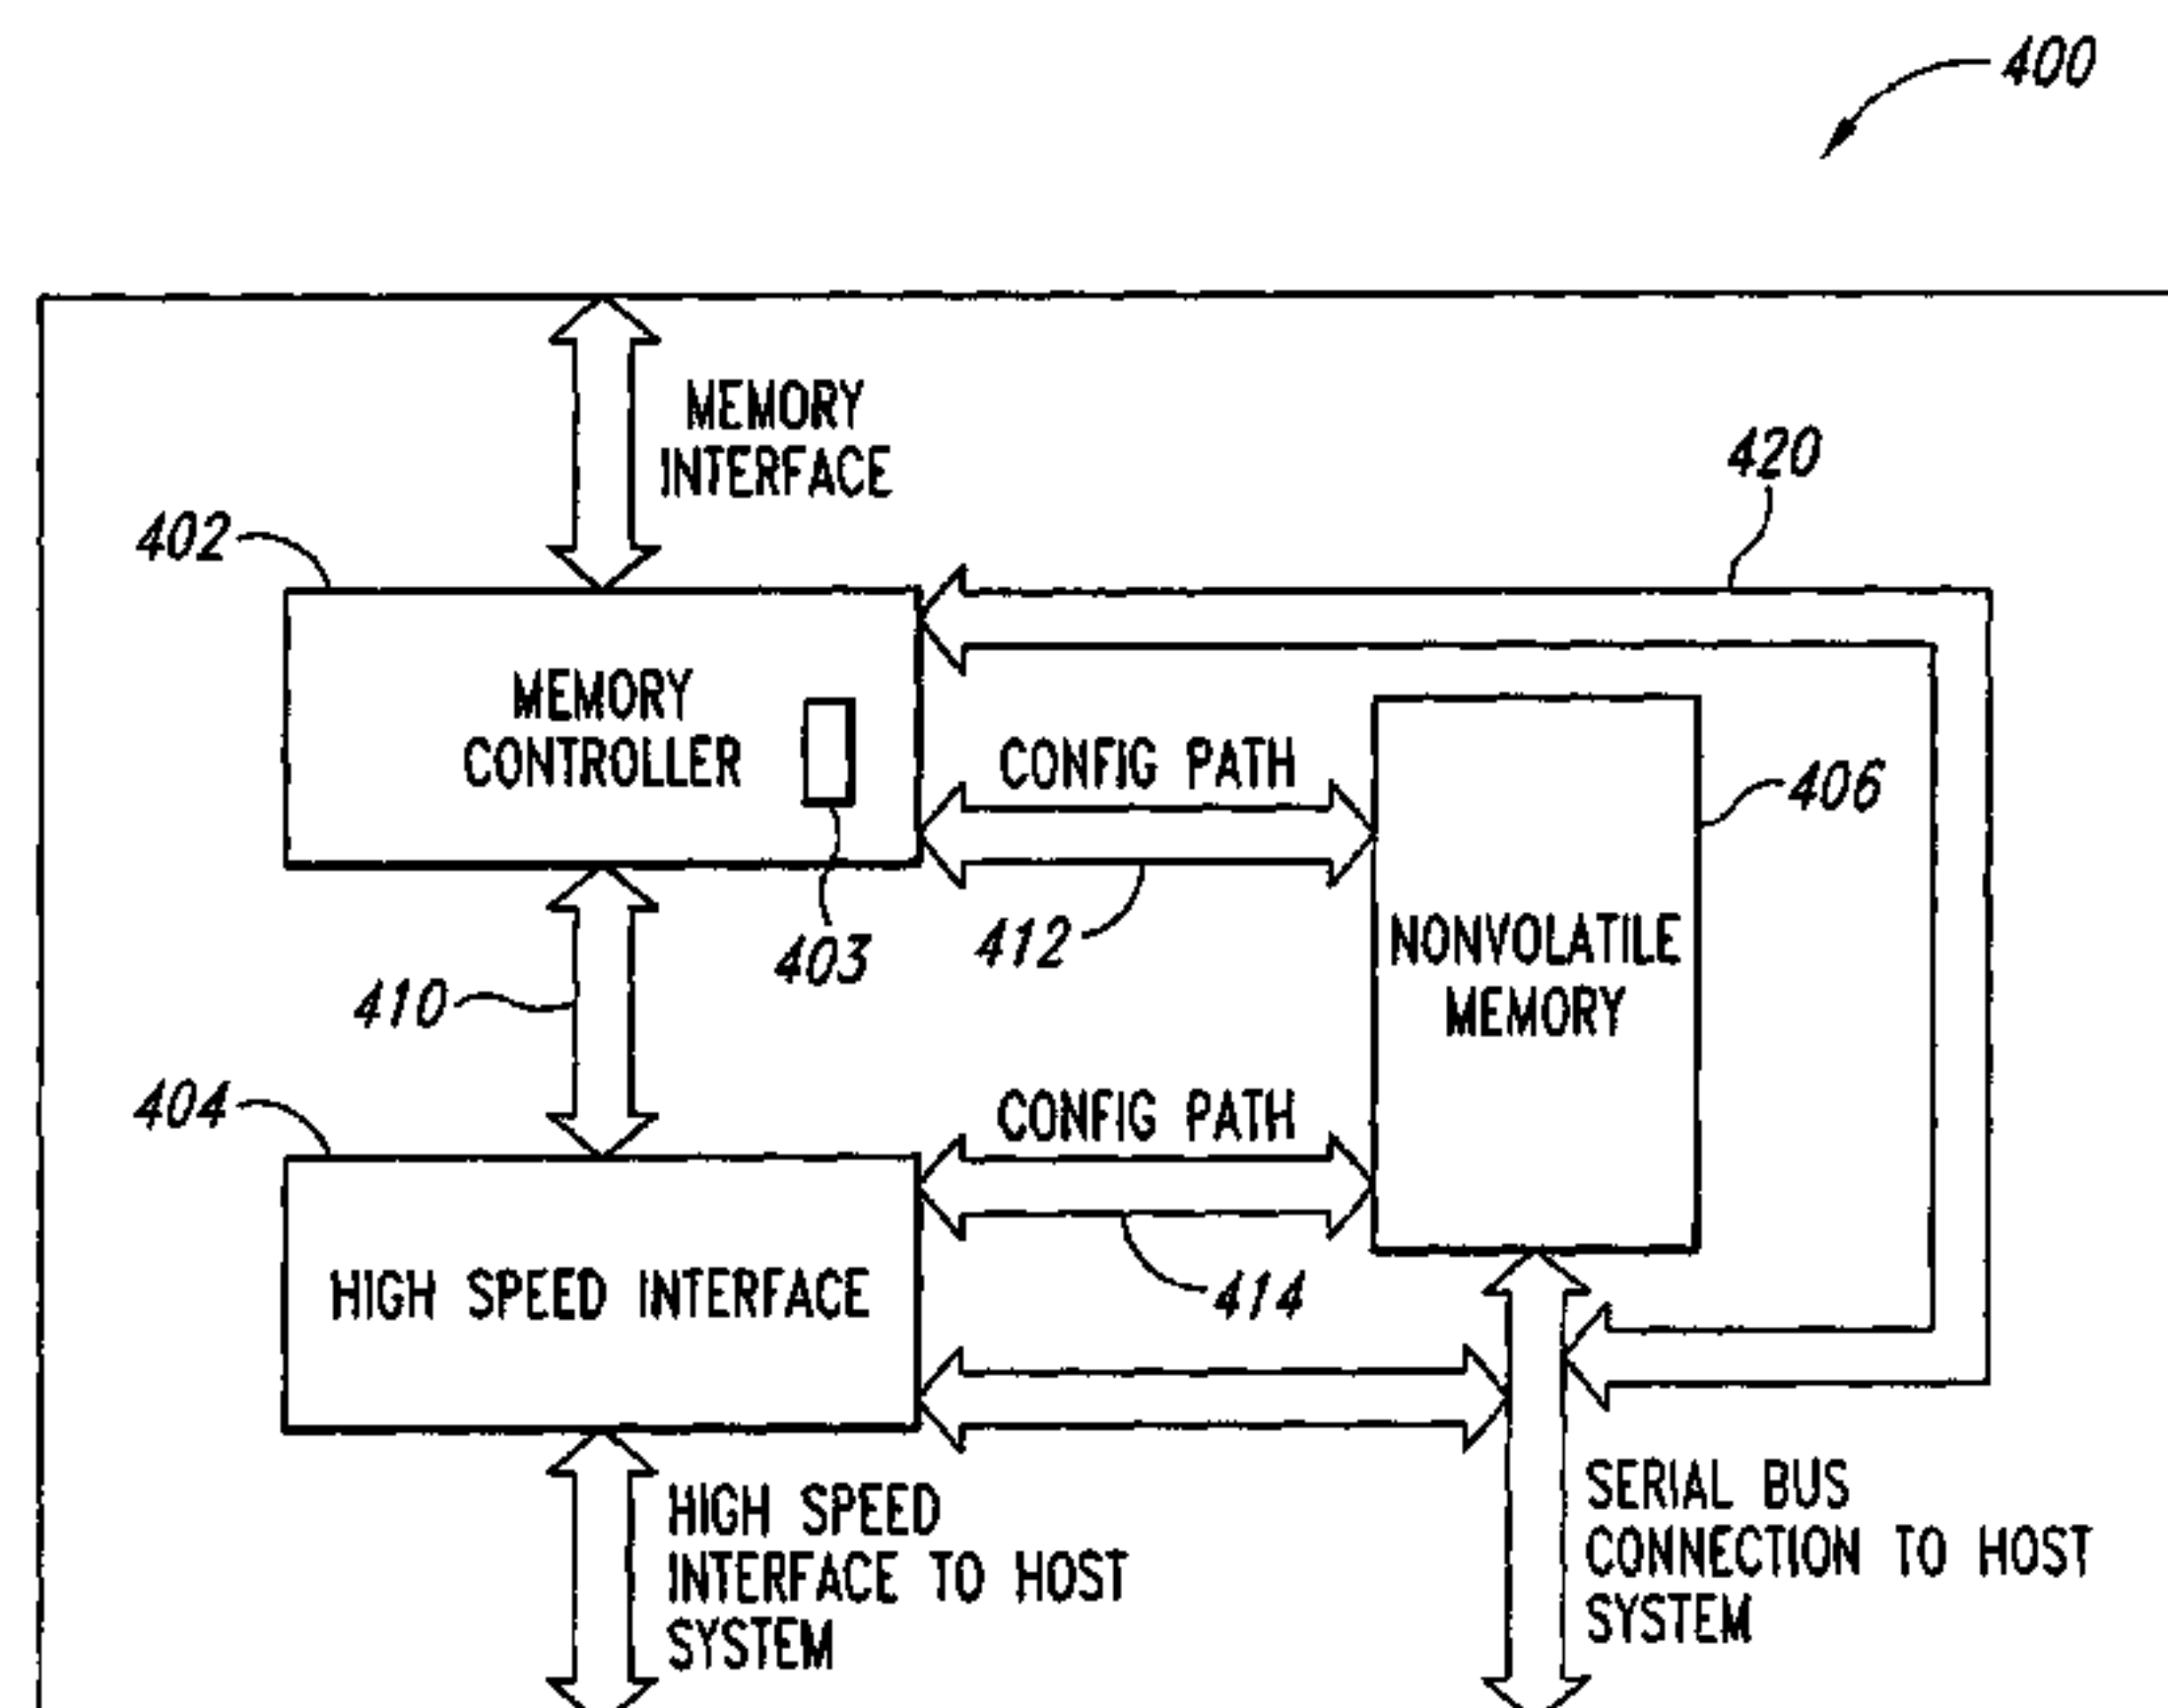 400
MEMORY
INTERFACE
420
402
MEMORY
CONTROLLER
CONFIG PATH
406
403
412
NONVOLATILE
MEMORY
410
404
CONFIG PATH
HIGH SPEED INTERFACE
414
HIGH SPEED
INTERFACE TO HOST
SYSTEM
SERIAL BUS
CONNECTION TO HOST
SYSTEM